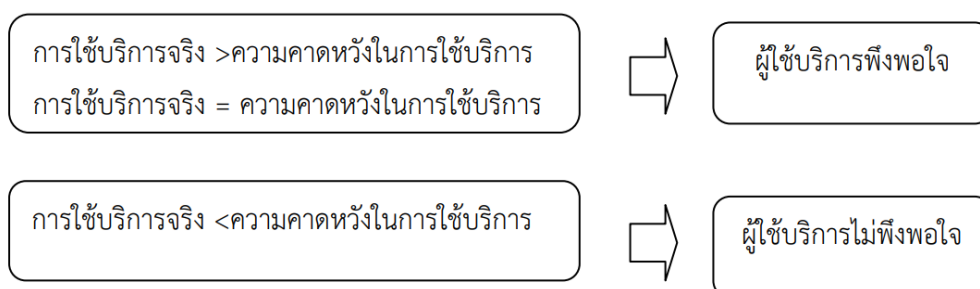 การใช้บริการจริง >ความคาดหวังในการใช้บริการ
การใช้บริการจริง = ความคาดหวังในการใช้บริการ
ผู้ใช้บริการพึงพอใจ
การใช้บริการจริง <ความคาดหวังในการใช้บริการ
ผู้ใช้บริการไม่พึงพอใจ